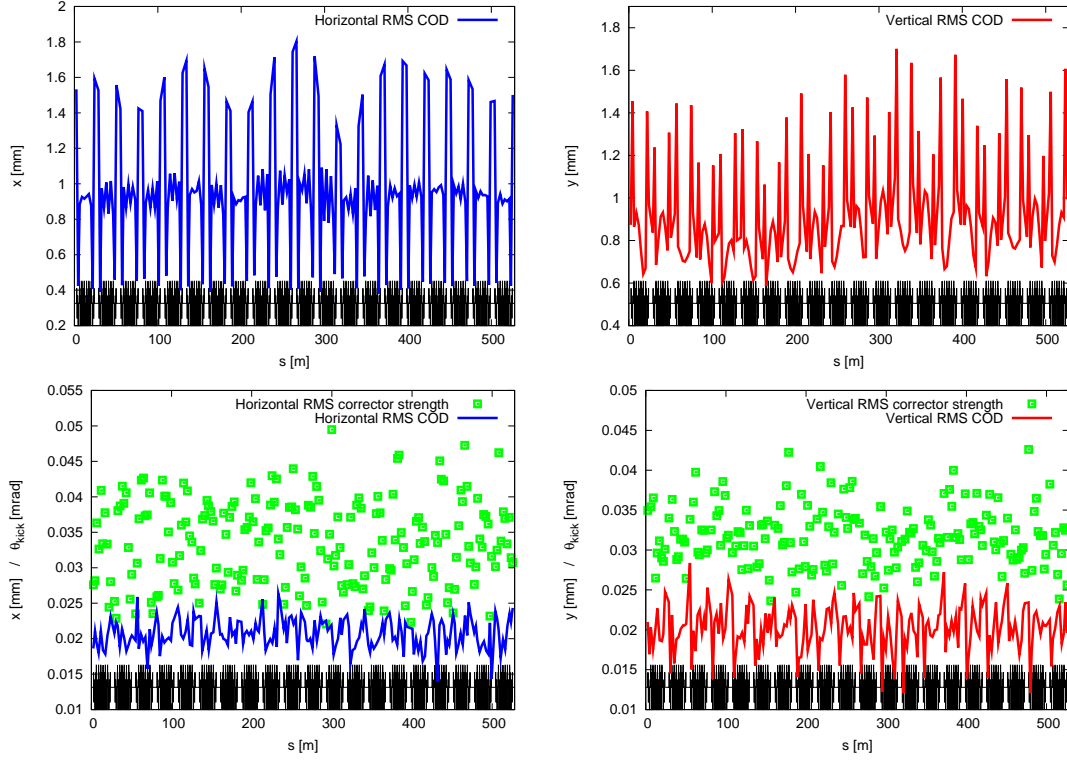 2
1.8
1.6
1.4
1.2
1
0.8
0.6
0.4
0.2
0 100 200 300 400 500
x [mm]
s [m]
Horizontal RMS COD
1.8
1.6
1.4
1.2
1
0.8
0.6
0.4
0 100 200 300 400 500
y [mm]
s [m]
Vertical RMS COD
0.055
0.05
0.045
0.04
0.035
0.03
0.025
0.02
0.015
0.01
0 100 200 300 400 500
x [mm] / θkick [mrad]
s [m]
Horizontal RMS corrector strength
Horizontal RMS COD
0.05
0.045
0.04
0.035
0.03
0.025
0.02
0.015
0.01
0 100 200 300 400 500
y [mm] / θkick [mrad]
s [m]
Vertical RMS corrector strength
Vertical RMS COD